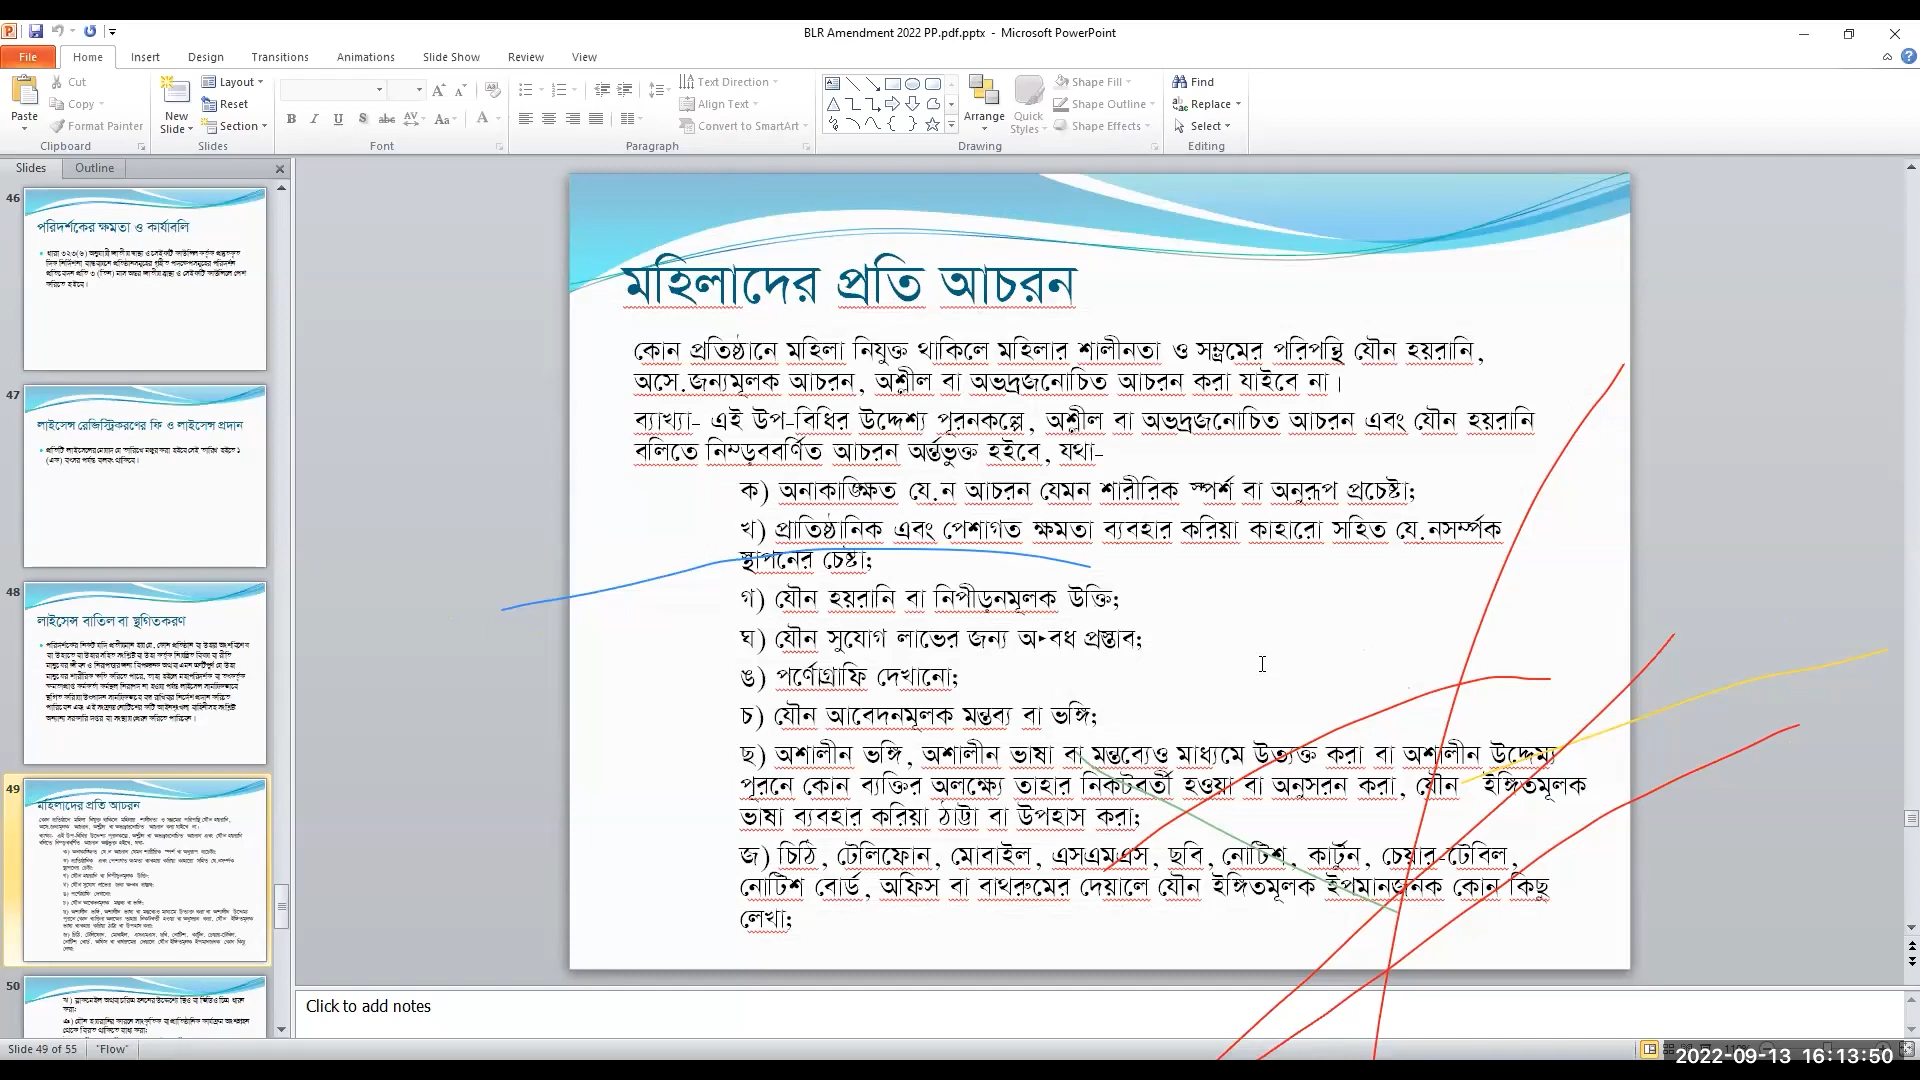 BLR Amendment 2022 PP.pdf.pptx - Microsoft PowerPoint
File Home Insert Design Transitions Animations Slide Show Review View
Cut Layout Text Direction Shape Fill Find
Copy Reset Align Text Shape Outline Replace
Paste Format Painter New Slide Section Convert to SmartArt Arrange Quick Styles Shape Effects Select
Clipboard Slides Font Paragraph Drawing Editing
Slides Outline
46
পরিদর্শকের ক্ষমতা ও কার্যাবলি
47
লাইসেন্স রেজিস্ট্রিকরণের ফি ও লাইসেন্স প্রদান
48
লাইসেন্স বাতিল বা স্থগিতকরণ
49
মহিলাদের প্রতি আচরন
50
মহিলাদের প্রতি আচরন
কোন প্রতিষ্ঠানে মহিলা নিযুক্ত থাকিলে মহিলার শালীনতা ও সম্ভ্রমের পরিপন্থি যৌন হয়রানি,
অসে.জন্যমূলক আচরন, অশ্লীল বা অভদ্রজনোচিত আচরন করা যাইবে না।
ব্যাখ্যা- এই উপ-বিধির উদ্দেশ্য পূরনকল্পে, অশ্লীল বা অভদ্রজনোচিত আচরন এবং যৌন হয়রানি
বলিতে নিম্ড়ববর্ণিত আচরন অর্ন্তভুক্ত হইবে, যথা-
ক) অনাকাঙ্ক্ষিত যে.ন আচরন যেমন শারীরিক স্পর্শ বা অনুরূপ প্রচেষ্টা;
খ) প্রাতিষ্ঠানিক এবং পেশাগত ক্ষমতা ব্যবহার করিয়া কাহারো সহিত যে.নসর্ম্পক
স্থাপনের চেষ্টা;
গ) যৌন হয়রানি বা নিপীড়নমূলক উক্তি;
ঘ) যৌন সুযোগ লাভের জন্য অ‣বধ প্রস্তাব;
ঙ) পর্ণোগ্রাফি দেখানো;
চ) যৌন আবেদনমূলক মন্তব্য বা ভঙ্গি;
ছ) অশালীন ভঙ্গি, অশালীন ভাষা বা মন্তব্যেও মাধ্যমে উত্যক্ত করা বা অশালীন উদ্দেম্য
পূরনে কোন ব্যক্তির অলক্ষ্যে তাহার নিকটবর্তী হওয়া বা অনুসরন করা, যৌন ইঙ্গিতমূলক
ভাষা ব্যবহার করিয়া ঠাট্টা বা উপহাস করা;
জ) চিঠি, টেলিফোন, মোবাইল, এসএমএস, ছবি, নোটিশ, কার্টুন, চেয়ার-টেবিল,
নোটিশ বোর্ড, অফিস বা বাথরুমের দেয়ালে যৌন ইঙ্গিতমূলক ইপমানজনক কোন কিছু
লেখা;
Click to add notes
Slide 49 of 55 "Flow"
2022-09-13 16:13:50